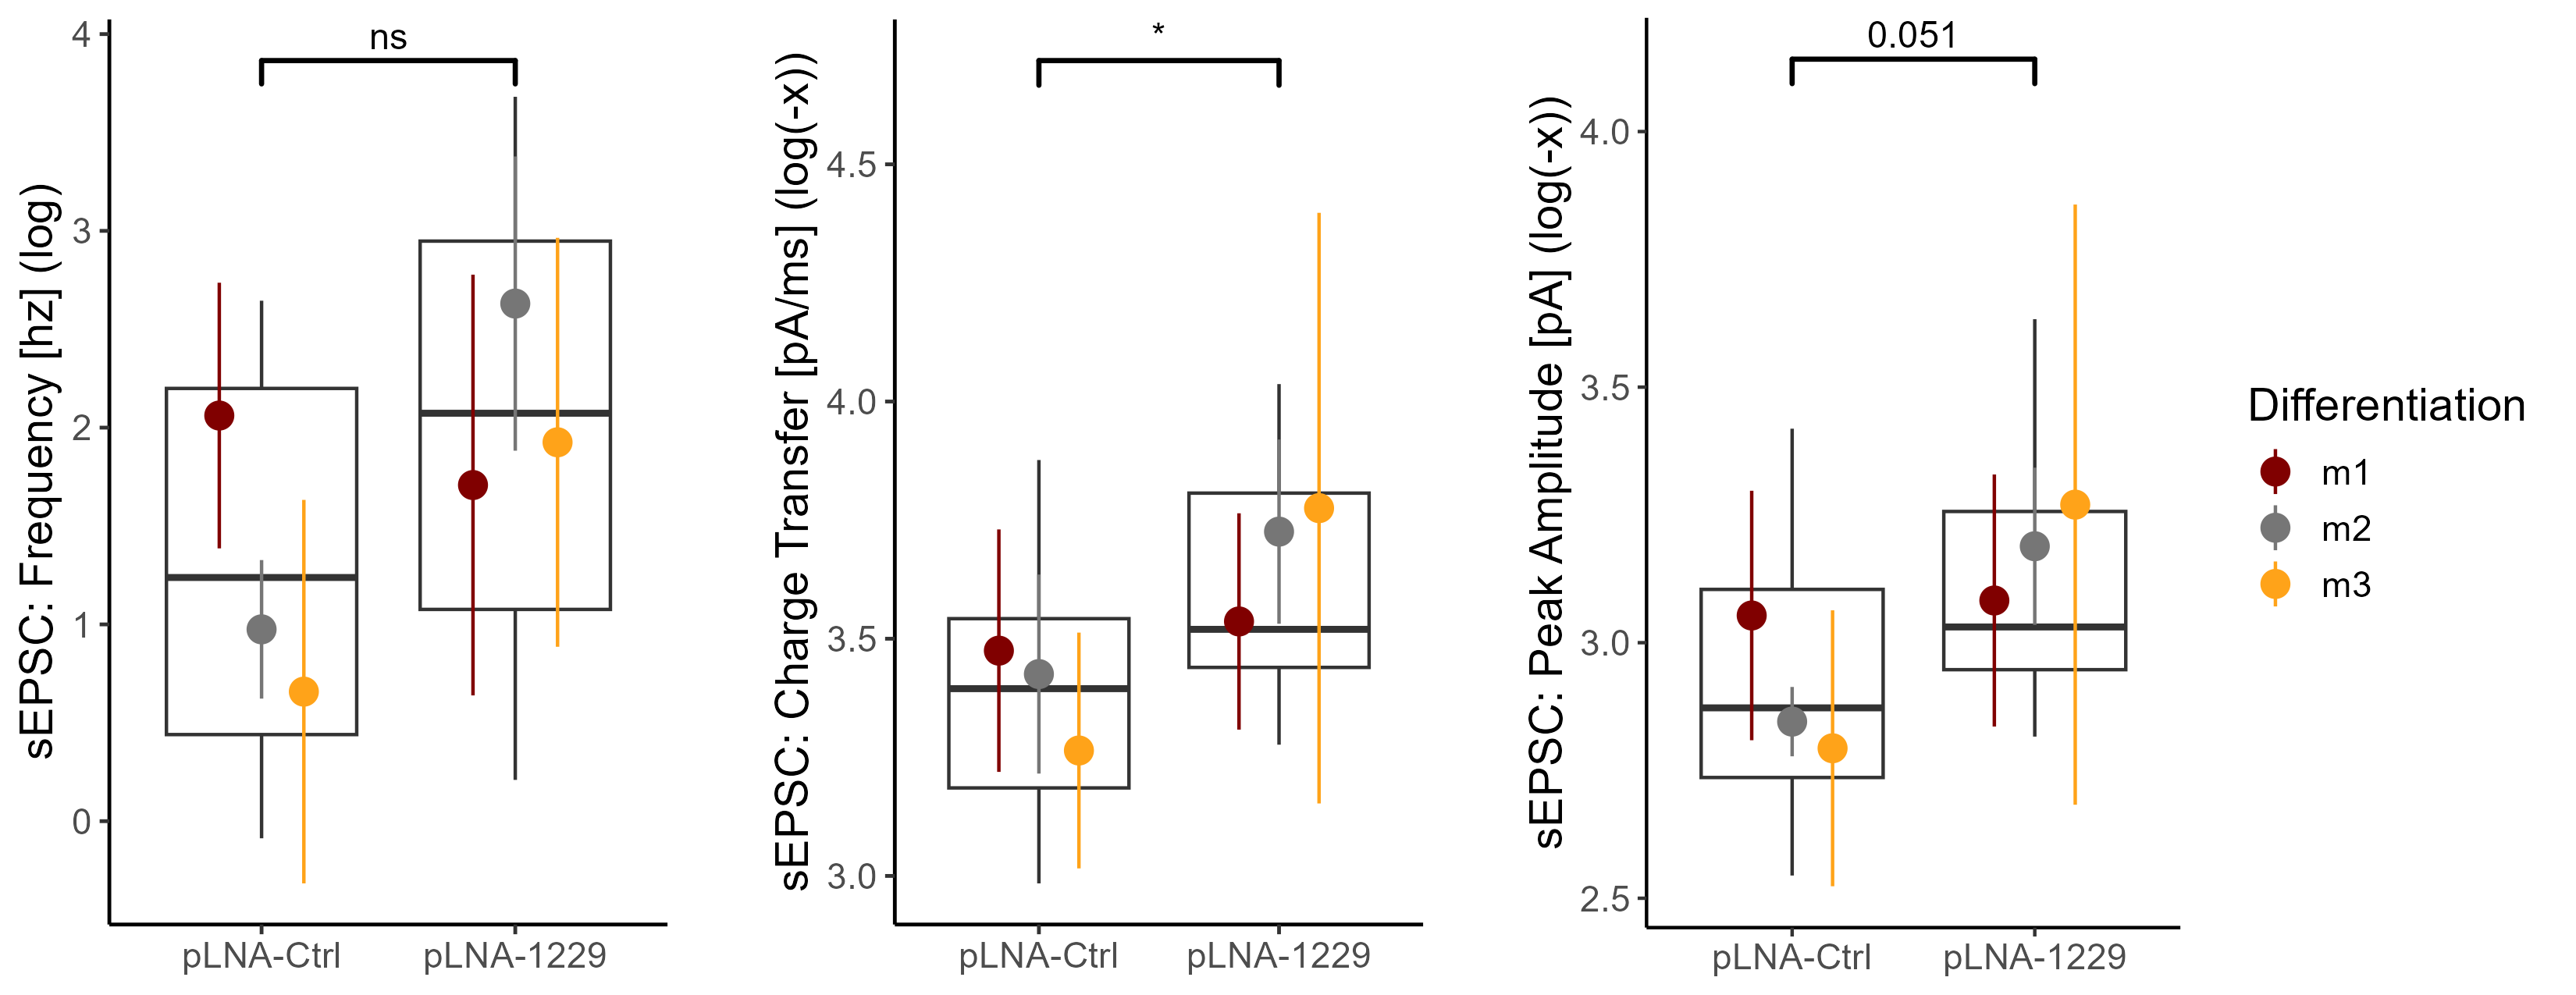 sEPSC: Frequency [hz] (log)
4
3
2
1
0
ns
pLNA-Ctrl
pLNA-1229
sEPSC: Charge Transfer [pA/ms] (log(-x))
4.5
4.0
3.5
3.0
*
pLNA-Ctrl
pLNA-1229
sEPSC: Peak Amplitude [pA] (log(-x))
4.0
3.5
3.0
2.5
0.051
pLNA-Ctrl
pLNA-1229
Differentiation
m1
m2
m3